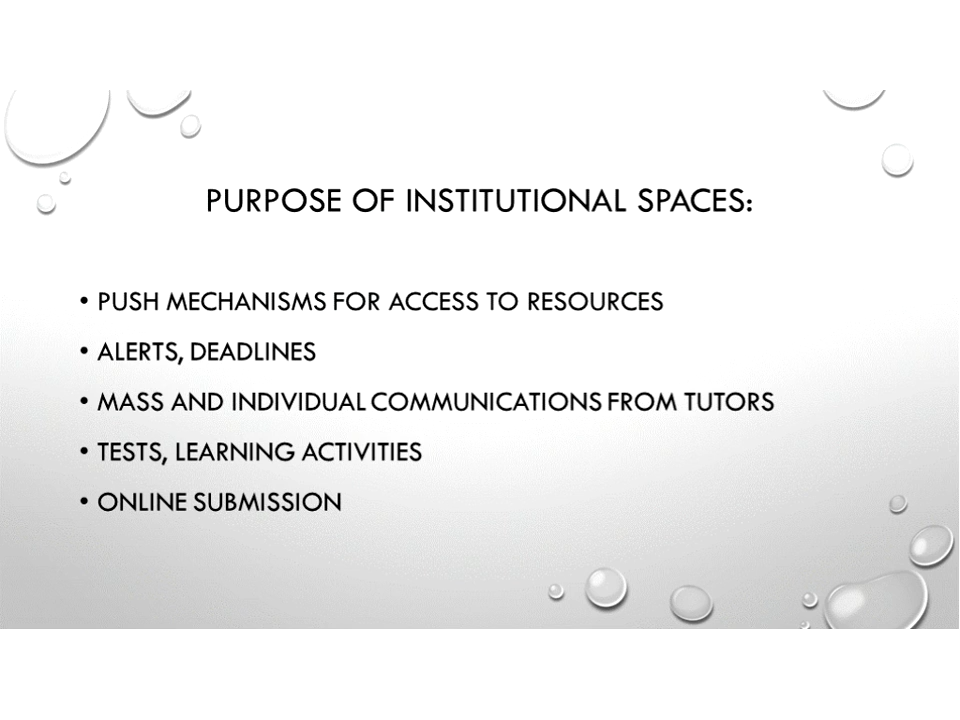 PURPOSE OF INSTITUTIONAL SPACES:
• PUSH MECHANISMS FOR ACCESS TO RESOURCES
• ALERTS, DEADLINES
• MASS AND INDIVIDUAL COMMUNICATIONS FROM TUTORS
• TESTS, LEARNING ACTIVITIES
• ONLINE SUBMISSION